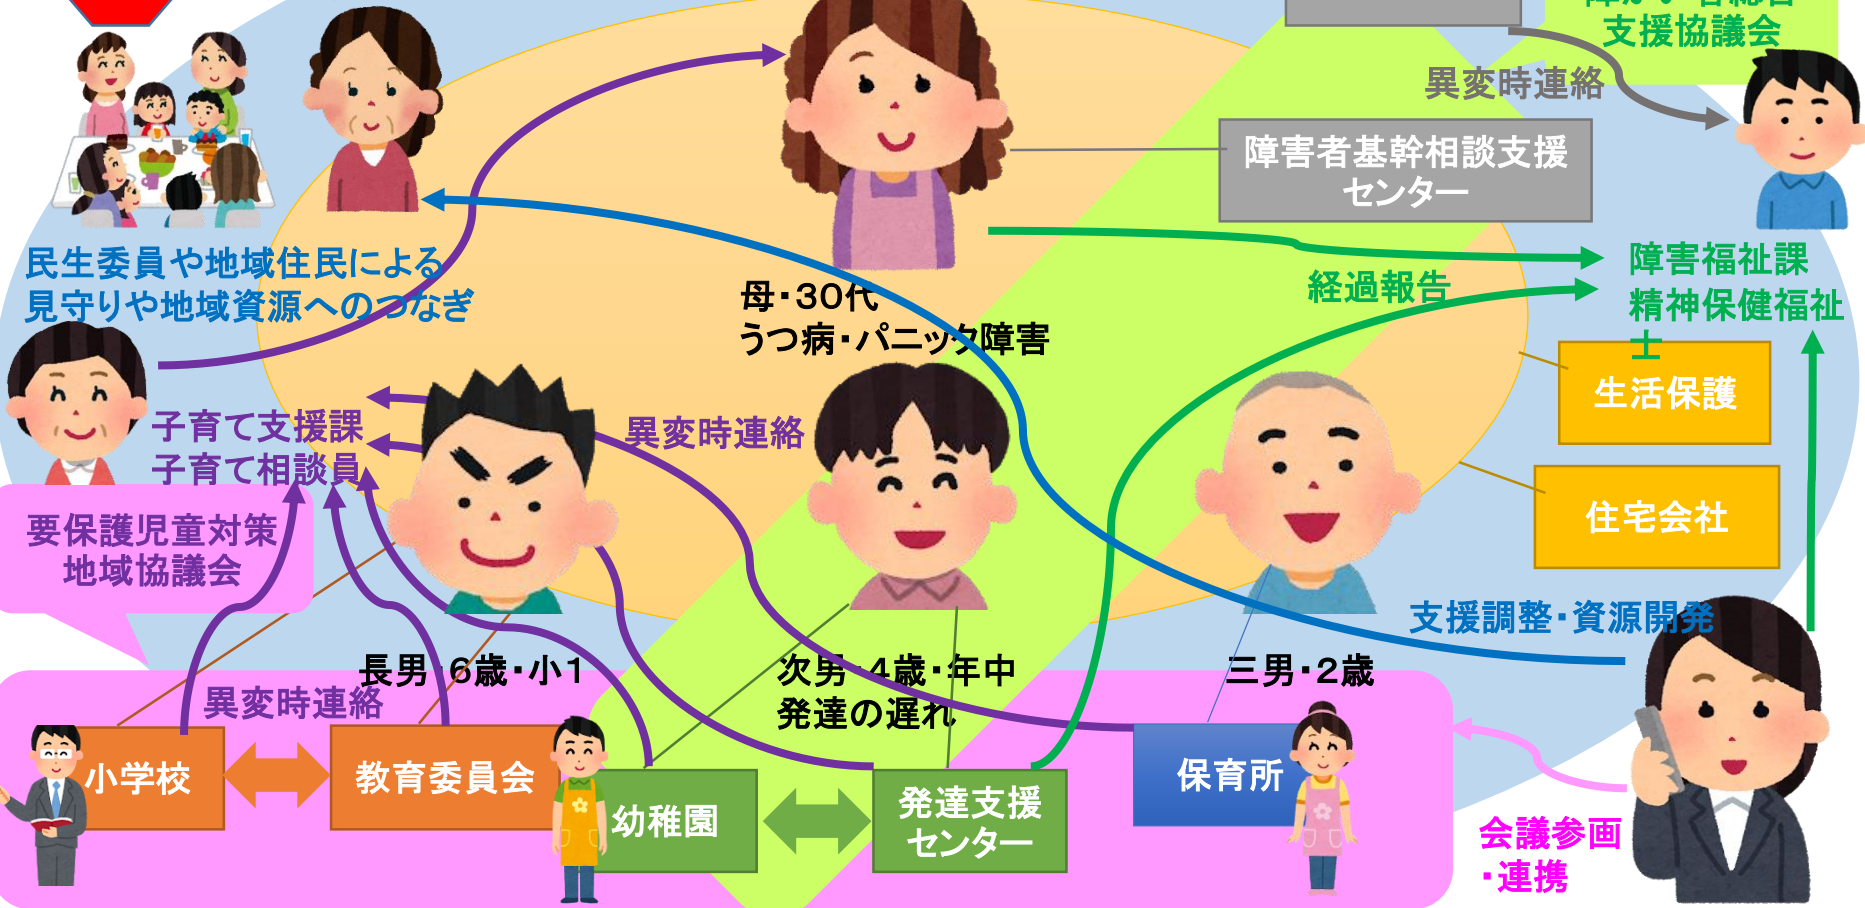 支援協議会
異変時連絡
障害者基幹相談支援
センター
民生委員や地域住民による
見守りや地域資源へのつなぎ
母・30代
うつ病・パニック障害
経過報告
障害福祉課
精神保健福祉
士
生活保護
住宅会社
子育て支援課
子育て相談員
異変時連絡
要保護児童対策
地域協議会
支援調整・資源開発
長男・6歳・小1
次男・4歳・年中
発達の遅れ
三男・2歳
異変時連絡
小学校
教育委員会
幼稚園
発達支援
センター
保育所
会議参画
・連携